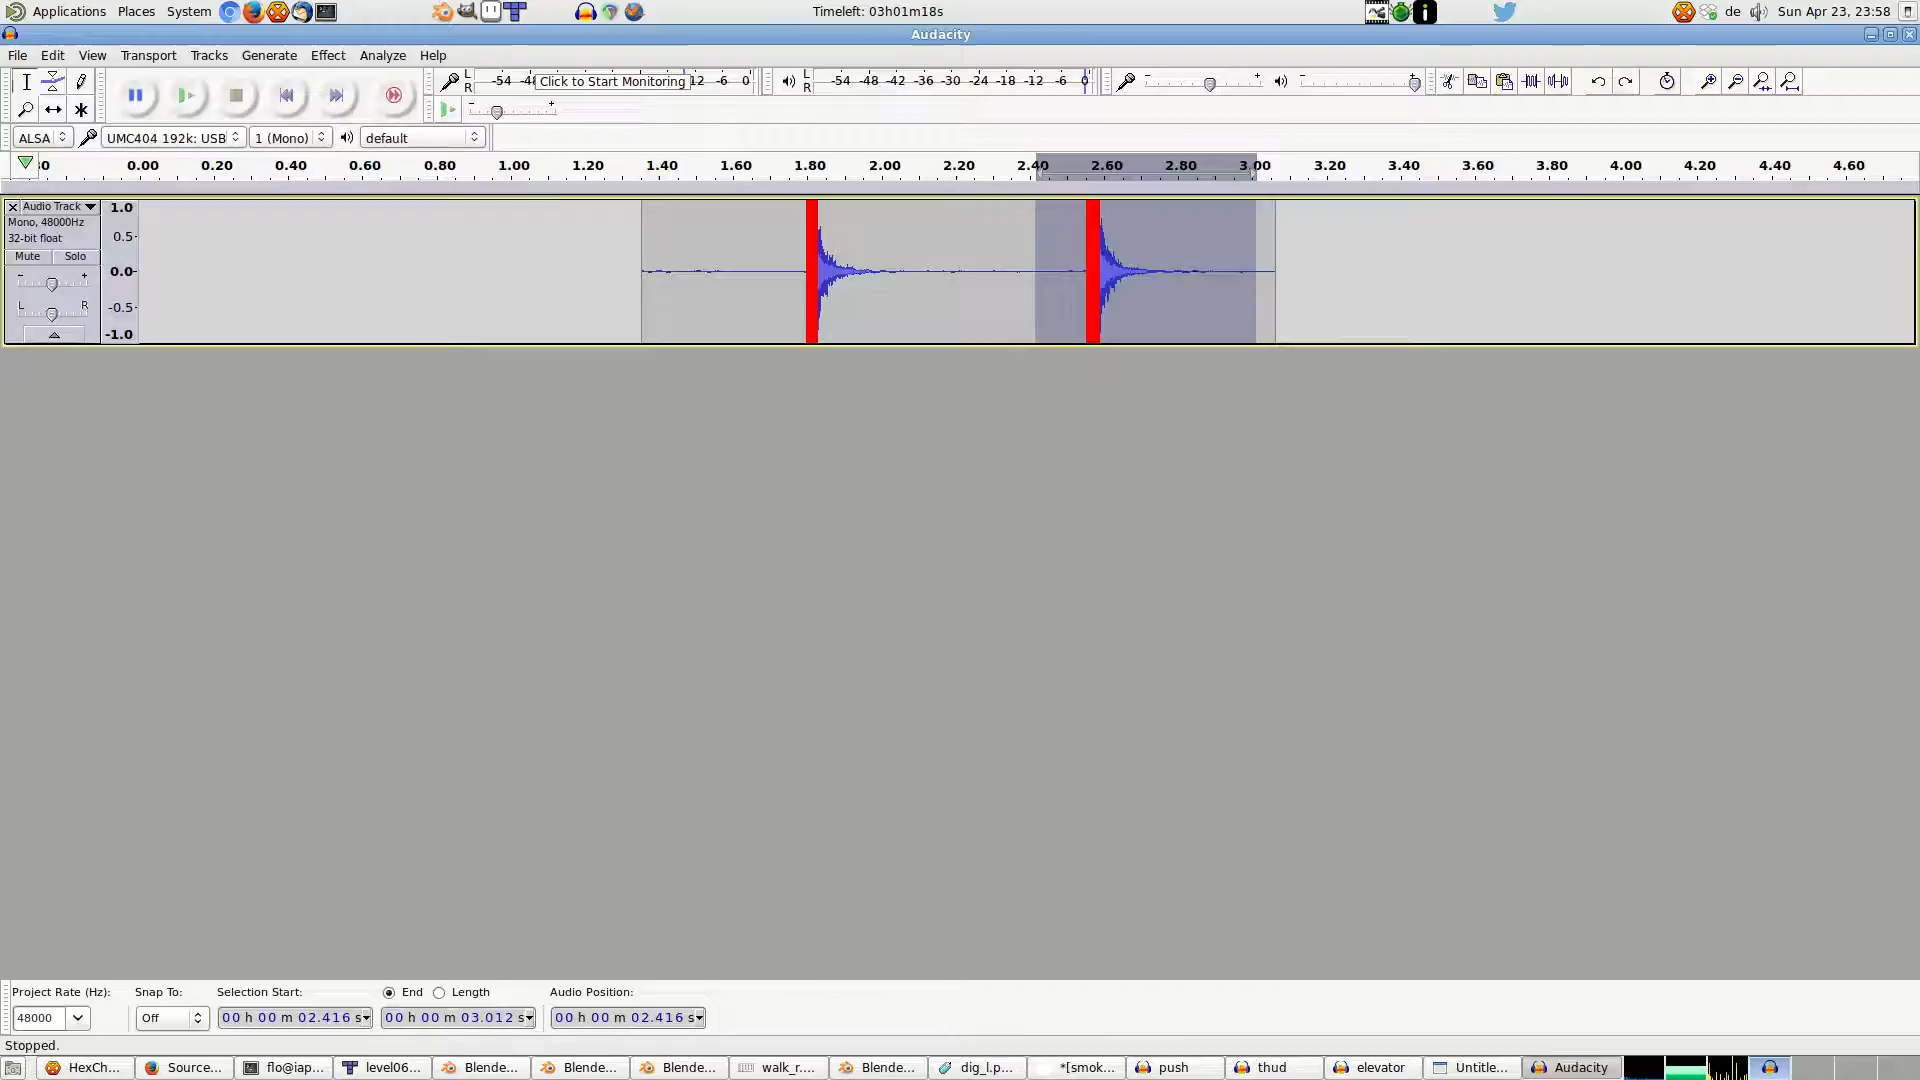 Applications Places System Timeleft: 03h01m18s de Sun Apr 23, 23:58
Audacity
File Edit View Transport Tracks Generate Effect Analyze Help
L R -54 Click to Start Monitoring 12 -6 0 L R -54 -48 -42 -36 -30 -24 -18 -12 -6 0
ALSA UMC404 192k: USB 1 (Mono) default
0.00 0.20 0.40 0.60 0.80 1.00 1.20 1.40 1.60 1.80 2.00 2.20 2.40 2.60 2.80 3.00 3.20 3.40 3.60 3.80 4.00 4.20 4.40 4.60
Audio Track 1.0
Mono, 48000Hz
32-bit float 0.5
Mute Solo
0.0
L R -0.5
-1.0
Project Rate (Hz): Snap To: Selection Start: End Length Audio Position:
48000 Off 00 h 00 m 02.416 s 00 h 00 m 03.012 s 00 h 00 m 02.416 s
Stopped.
HexCh... Source... flo@iap... level06... Blende... Blende... Blende... walk_r.... Blende... dig_l.p... *[smok... push thud elevator Untitle... Audacity